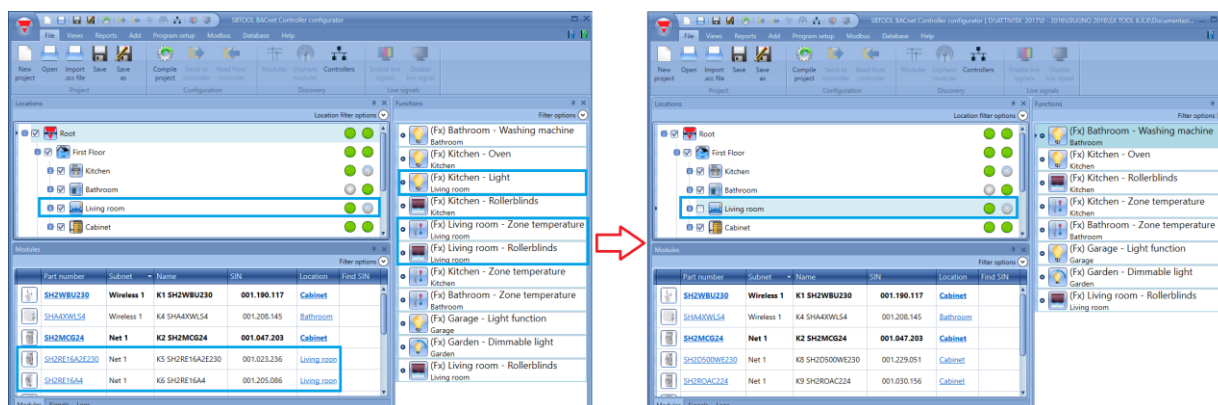 SBTOOL BACnet Controller configurator
File Views Reports Add Program setup Modbus Database Help
New project Open Import .scc file Save Save as Compile project Send to controller Read from controller Modules Orphans modules Controllers Enable live signals Disable live signal
Project Configuration Discovery Live signals
Locations
Location filter options
Root
First Floor
Kitchen
Bathroom
Living room
Cabinet
Modules
Filter options
Part number Subnet Name SIN Location Find SIN
SH2WBU230 Wireless 1 K1 SH2WBU230 001.190.117 Cabinet
SHA4XWLS4 Wireless 1 K4 SHA4XWLS4 001.208.145 Bathroom
SH2MCG24 Net 1 K2 SH2MCG24 001.047.203 Cabinet
SH2RE16A2E230 Net 1 K5 SH2RE16A2E230 001.023.236 Living room
SH2RE16A4 Net 1 K6 SH2RE16A4 001.205.086 Living room
Modules Signals Logs
Functions
Filter options
(Fx) Bathroom - Washing machine
Bathroom
(Fx) Kitchen - Oven
Kitchen
(Fx) Kitchen - Light
Living room
(Fx) Kitchen - Rollerblinds
Kitchen
(Fx) Living room - Zone temperature
Living room
(Fx) Living room - Rollerblinds
Living room
(Fx) Kitchen - Zone temperature
Kitchen
(Fx) Bathroom - Zone temperature
Bathroom
(Fx) Garage - Light function
Garage
(Fx) Garden - Dimmable light
Garden
(Fx) Living room - Rollerblinds
Living room
SBTOOL BACnet Controller configurator
File Views Reports Add Program setup Modbus Database Help
New project Open Import .scc file Save Save as Compile project Send to controller Read from controller Modules Orphans modules Controllers Enable live signals Disable live signal
Project Configuration Discovery Live signals
Locations
Location filter options
Root
First Floor
Kitchen
Bathroom
Living room
Cabinet
Modules
Filter options
Part number Subnet Name SIN Location Find SIN
SH2WBU230 Wireless 1 K1 SH2WBU230 001.190.117 Cabinet
SHA4XWLS4 Wireless 1 K4 SHA4XWLS4 001.208.145 Bathroom
SH2MCG24 Net 1 K2 SH2MCG24 001.047.203 Cabinet
SH2D500WE230 Net 1 K8 SH2D500WE230 001.229.051 Cabinet
SH2ROAC224 Net 1 K9 SH2ROAC224 001.030.156 Cabinet
Functions
Filter options
(Fx) Bathroom - Washing machine
Bathroom
(Fx) Kitchen - Oven
Kitchen
(Fx) Kitchen - Rollerblinds
Kitchen
(Fx) Kitchen - Zone temperature
Kitchen
(Fx) Bathroom - Zone temperature
Bathroom
(Fx) Garage - Light function
Garage
(Fx) Garden - Dimmable light
Garden
(Fx) Living room - Rollerblinds
Living room